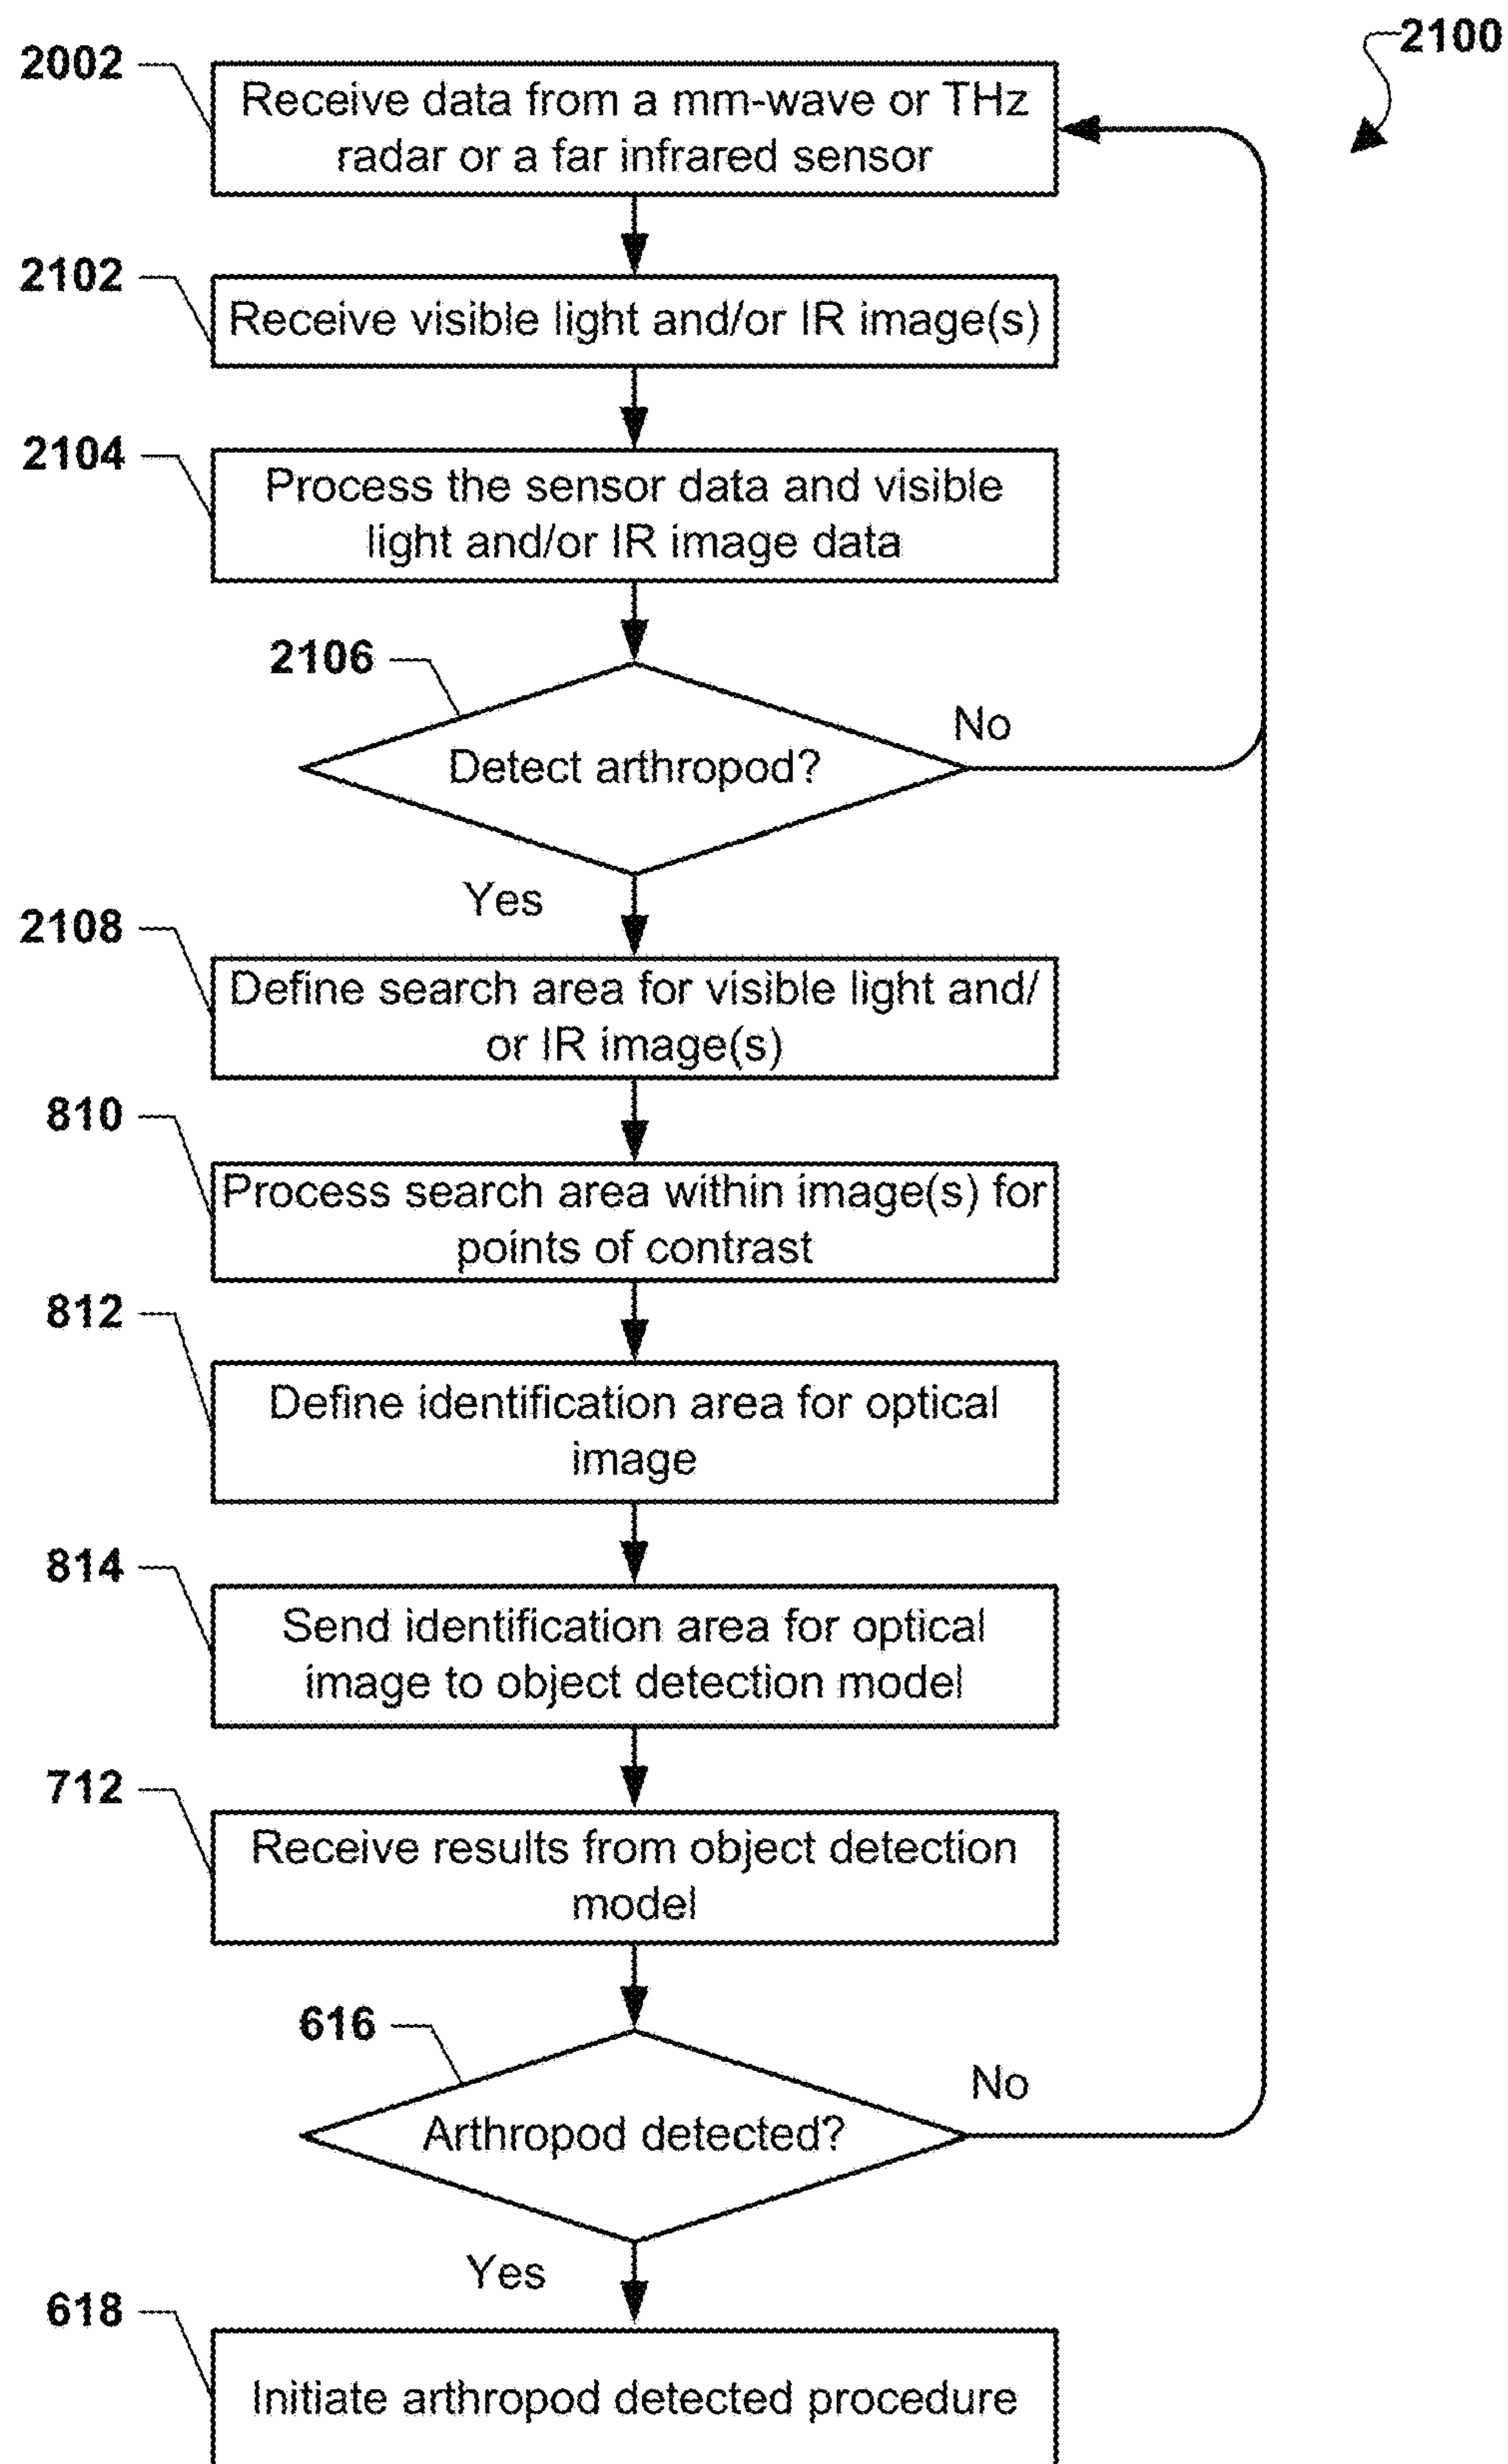 2100
2002
Receive data from a mm-wave or THz
radar or a far infrared sensor
2102
Receive visible light and/or IR image(s)
2104
Process the sensor data and visible
light and/or IR image data
2106
Detect arthropod?
No
Yes
2108
Define search area for visible light and/
or IR image(s)
810
Process search area within image(s) for
points of contrast
812
Define identification area for optical
image
814
Send identification area for optical
image to object detection model
712
Receive results from object detection
model
616
Arthropod detected?
No
Yes
618
Initiate arthropod detected procedure